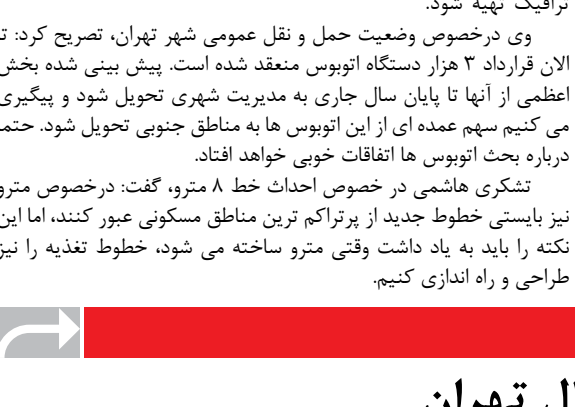 ترافیک تهیه شود.
وی درخصوص وضعیت حمل و نقل عمومی شهر تهران، تصریح کرد: تـ
الان قرارداد ۳ هزار دستگاه اتوبوس منعقد شده است. پیش بینی شده بخش
اعظمی از آنها تا پایان سال جاری به مدیریت شهری تحویل شود و پیگیری
می کنیم سهم عمده ای از این اتوبوس ها به مناطق جنوبی تحویل شود. حتمـ
درباره بحث اتوبوس ها اتفاقات خوبی خواهد افتاد.
تشکری هاشمی در خصوص احداث خط ۸ مترو، گفت: درخصوص مترو
نیز بایستی خطوط جدید از پرتراکم ترین مناطق مسکونی عبور کنند، اما این
نکته را باید به یاد داشت وقتی مترو ساخته می شود، خطوط تغذیه را نیز
طراحی و راه اندازی کنیم.
تهران